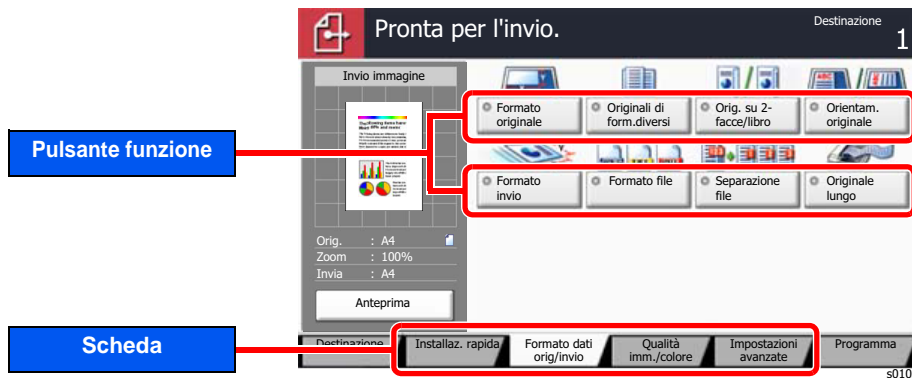 Pronta per l'invio.
Destinazione
1
Invio immagine
Formato
originale
Originali di
form.diversi
Orig. su 2-
facce/libro
Orientam.
originale
Pulsante funzione
Formato
invio
Formato file
Separazione
file
Originale
lungo
Orig. : A4
Zoom : 100%
Invia : A4
Anteprima
Scheda
Destinazione
Installaz. rapida
Formato dati
orig/invio
Qualità
imm./colore
Impostazioni
avanzate
Programma
s010